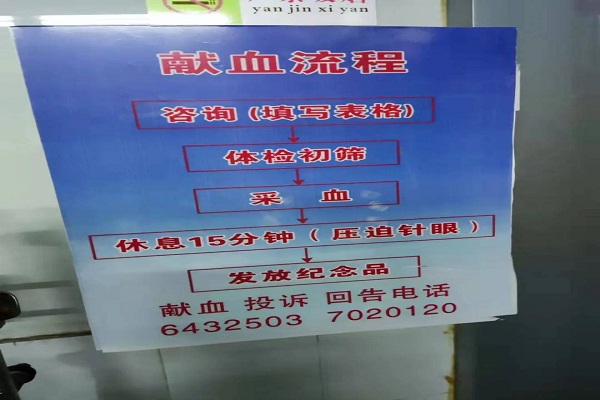 yan jin xi yan
献血流程
咨询(填写表格)
体检初筛
采 血
休息15分钟(压迫针眼)
发放纪念品
献血 投诉 回告电话
6432503 7020120